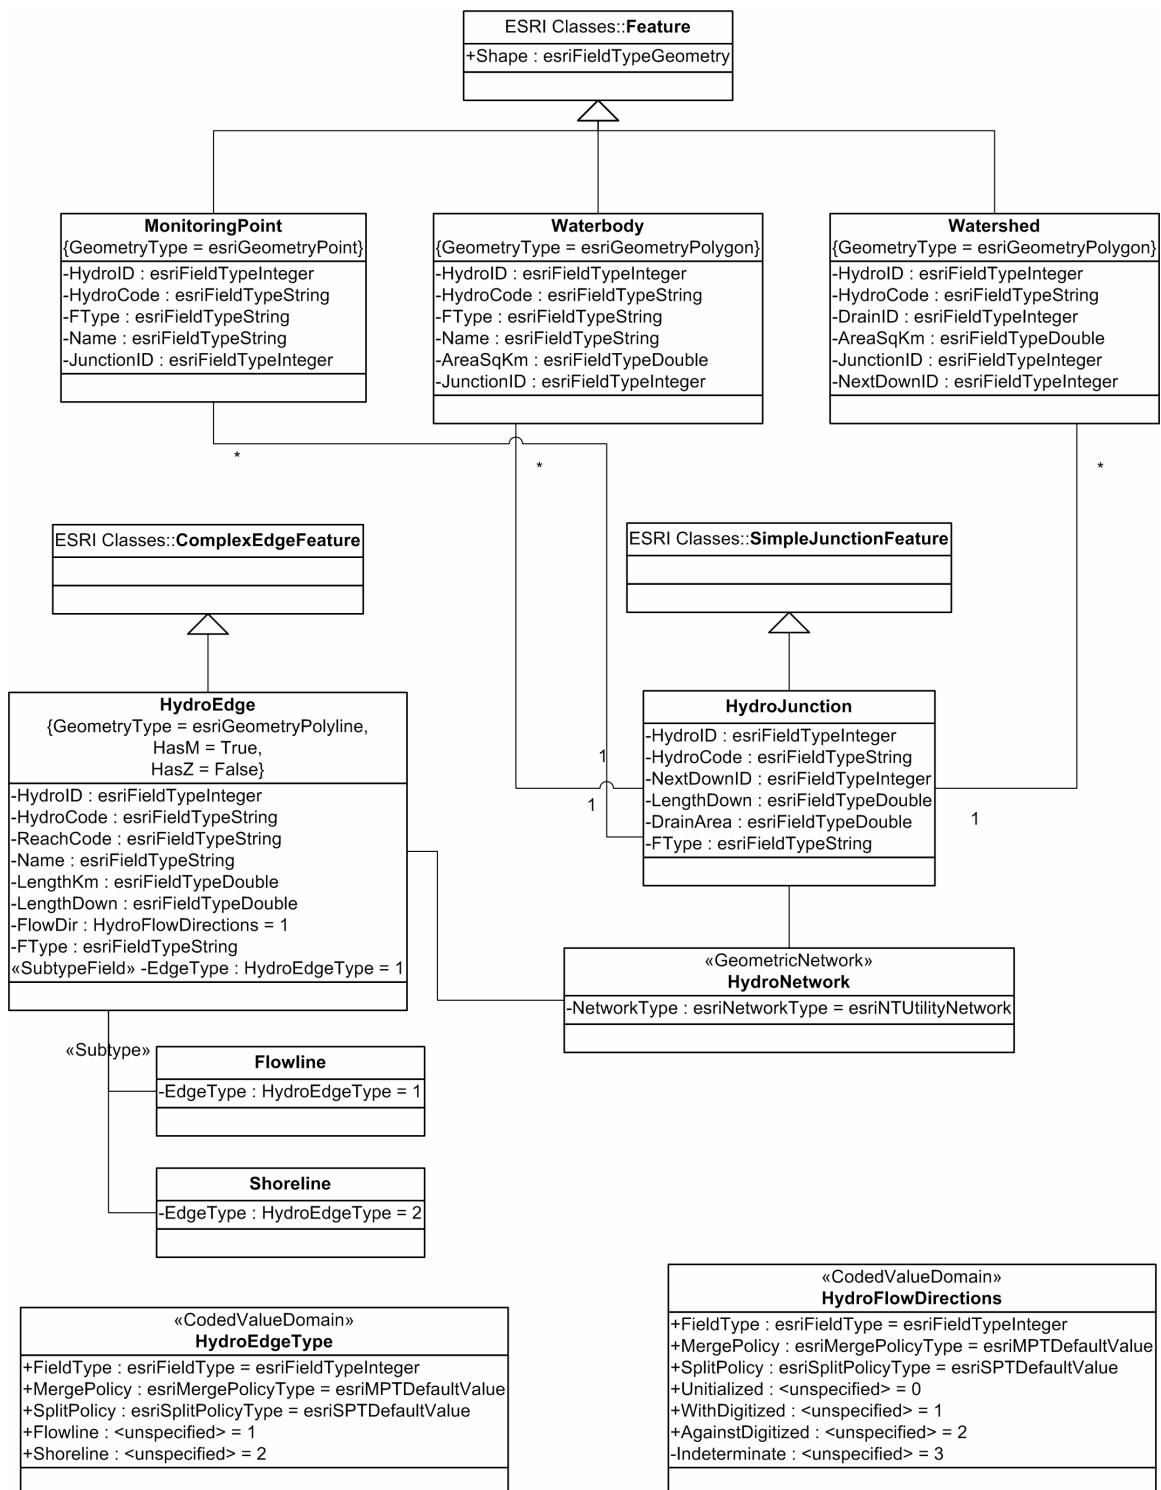 ESRI Classes::Feature
+Shape : esriFieldTypeGeometry
MonitoringPoint
{GeometryType = esriGeometryPoint}
-HydroID : esriFieldTypeInteger
-HydroCode : esriFieldTypeString
-FType : esriFieldTypeString
-Name : esriFieldTypeString
-JunctionID : esriFieldTypeInteger
Waterbody
{GeometryType = esriGeometryPolygon}
-HydroID : esriFieldTypeInteger
-HydroCode : esriFieldTypeString
-FType : esriFieldTypeString
-Name : esriFieldTypeString
-AreaSqKm : esriFieldTypeDouble
-JunctionID : esriFieldTypeInteger
Watershed
{GeometryType = esriGeometryPolygon}
-HydroID : esriFieldTypeInteger
-HydroCode : esriFieldTypeString
-DrainID : esriFieldTypeInteger
-AreaSqKm : esriFieldTypeDouble
-JunctionID : esriFieldTypeInteger
-NextDownID : esriFieldTypeInteger
*
*
*
ESRI Classes::ComplexEdgeFeature
ESRI Classes::SimpleJunctionFeature
HydroEdge
{GeometryType = esriGeometryPolyline,
HasM = True,
HasZ = False}
-HydroID : esriFieldTypeInteger
-HydroCode : esriFieldTypeString
-ReachCode : esriFieldTypeString
-Name : esriFieldTypeString
-LengthKm : esriFieldTypeDouble
-LengthDown : esriFieldTypeDouble
-FlowDir : HydroFlowDirections = 1
-FType : esriFieldTypeString
«SubtypeField» -EdgeType : HydroEdgeType = 1
1
1
HydroJunction
-HydroID : esriFieldTypeInteger
-HydroCode : esriFieldTypeString
-NextDownID : esriFieldTypeInteger
-LengthDown : esriFieldTypeDouble
-DrainArea : esriFieldTypeDouble
-FType : esriFieldTypeString
1
«GeometricNetwork»
HydroNetwork
-NetworkType : esriNetworkType = esriNTUtilityNetwork
«Subtype»
Flowline
-EdgeType : HydroEdgeType = 1
Shoreline
-EdgeType : HydroEdgeType = 2
«CodedValueDomain»
HydroEdgeType
+FieldType : esriFieldType = esriFieldTypeInteger
+MergePolicy : esriMergePolicyType = esriMPTDefaultValue
+SplitPolicy : esriSplitPolicyType = esriSPTDefaultValue
+Flowline : <unspecified> = 1
+Shoreline : <unspecified> = 2
«CodedValueDomain»
HydroFlowDirections
+FieldType : esriFieldType = esriFieldTypeInteger
+MergePolicy : esriMergePolicyType = esriMPTDefaultValue
+SplitPolicy : esriSplitPolicyType = esriSPTDefaultValue
+Unitialized : <unspecified> = 0
+WithDigitized : <unspecified> = 1
+AgainstDigitized : <unspecified> = 2
-Indeterminate : <unspecified> = 3